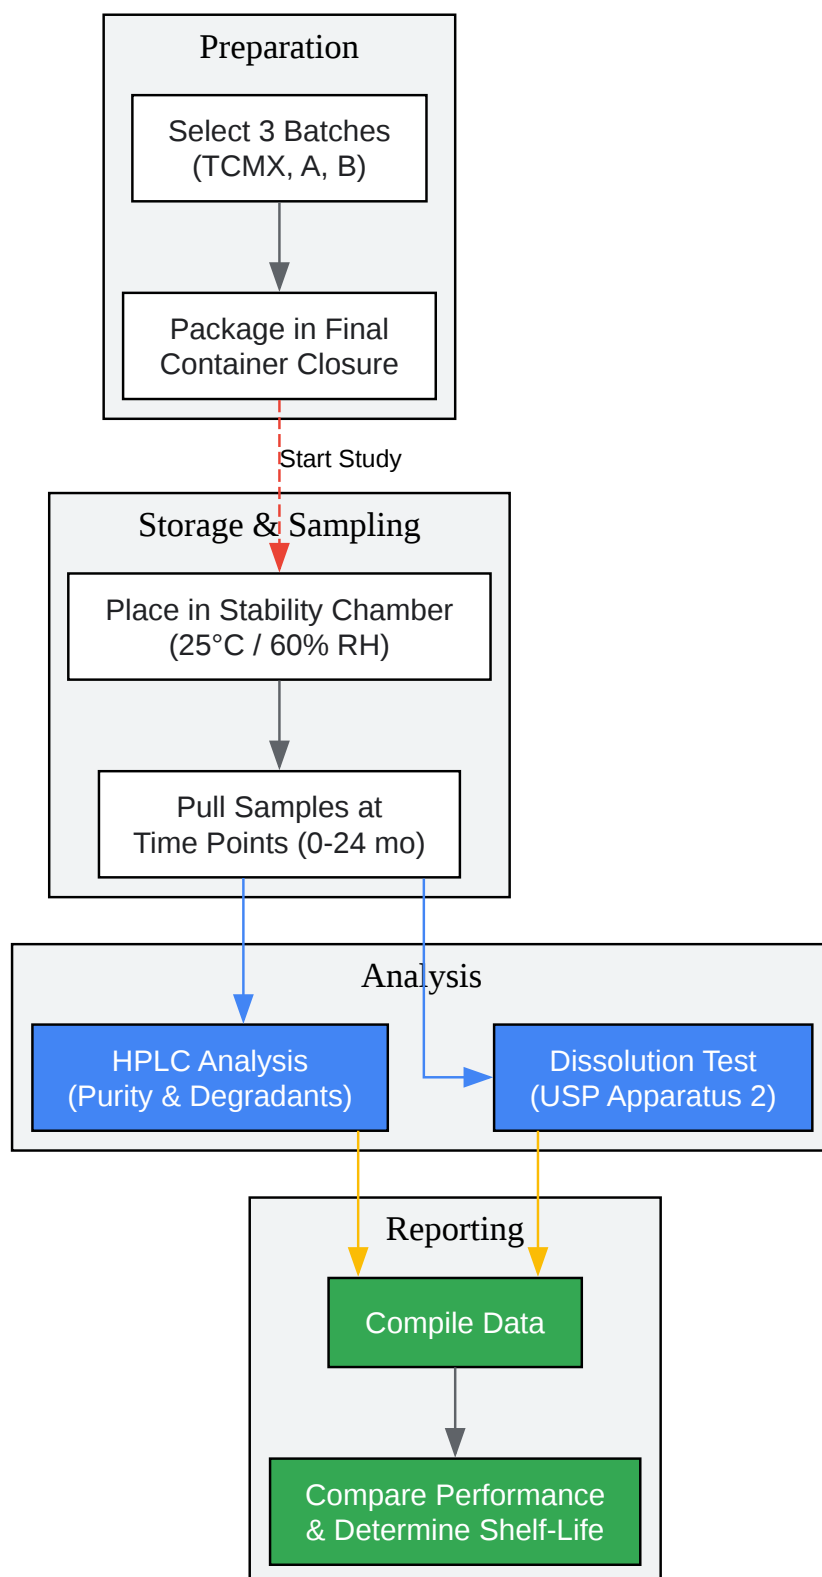 Preparation
Select 3 Batches
(TCMX, A, B)
Package in Final
Container Closure
Start Study
Storage & Sampling
Place in Stability Chamber
(25°C / 60% RH)
Pull Samples at
Time Points (0-24 mo)
Analysis
HPLC Analysis
(Purity & Degradants)
Dissolution Test
(USP Apparatus 2)
Reporting
Compile Data
Compare Performance
& Determine Shelf-Life